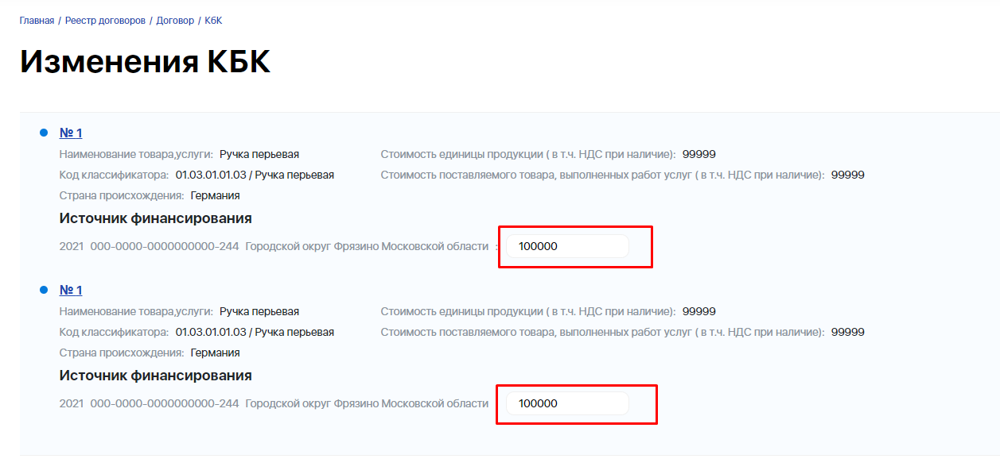 Главная / Реестр договоров / Договор / КбК
Изменения КБК
№ 1
Наименование товара,услуги: Ручка перьевая Стоимость единицы продукции ( в т.ч. НДС при наличие): 99999
Код классификатора: 01.03.01.01.03 / Ручка перьевая Стоимость поставляемого товара, выполненных работ услуг ( в т.ч. НДС при наличие): 99999
Страна происхождения: Германия
Источник финансирования
2021 000-0000-0000000000-244 Городской округ Фрязино Московской области : 100000
№ 1
Наименование товара,услуги: Ручка перьевая Стоимость единицы продукции ( в т.ч. НДС при наличие): 99999
Код классификатора: 01.03.01.01.03 / Ручка перьевая Стоимость поставляемого товара, выполненных работ услуг ( в т.ч. НДС при наличие): 99999
Страна происхождения: Германия
Источник финансирования
2021 000-0000-0000000000-244 Городской округ Фрязино Московской области 100000